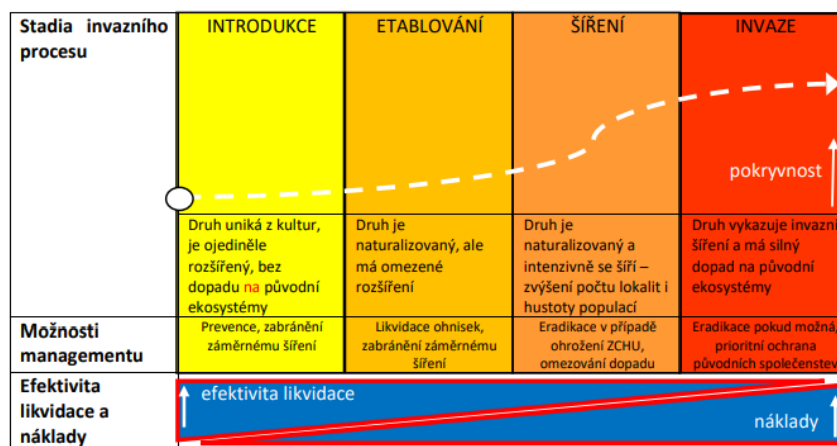 Stadia invazního
procesu
INTRODUKCE
ETABLOVÁNÍ
ŠÍŘENÍ
INVAZE
pokryvnost
Druh uniká z kultur,
je ojediněle
rozšířený, bez
dopadu na původní
ekosystémy
Druh je
naturalizovaný, ale
má omezené
rozšíření
Druh je
naturalizovaný a
intenzivně se šíří –
zvýšení počtu lokalit i
hustoty populací
Druh vykazuje invazní
šíření a má silný
dopad na původní
ekosystémy
Možnosti
managementu
Prevence, zabránění
záměrnému šíření
Likvidace ohnisek,
zabránění záměrnému
šíření
Eradikace v případě
ohrožení ZCHU,
omezování dopadu
Eradikace pokud možná,
prioritní ochrana
původních společenstev
Efektivita
likvidace a
náklady
efektivita likvidace
náklady